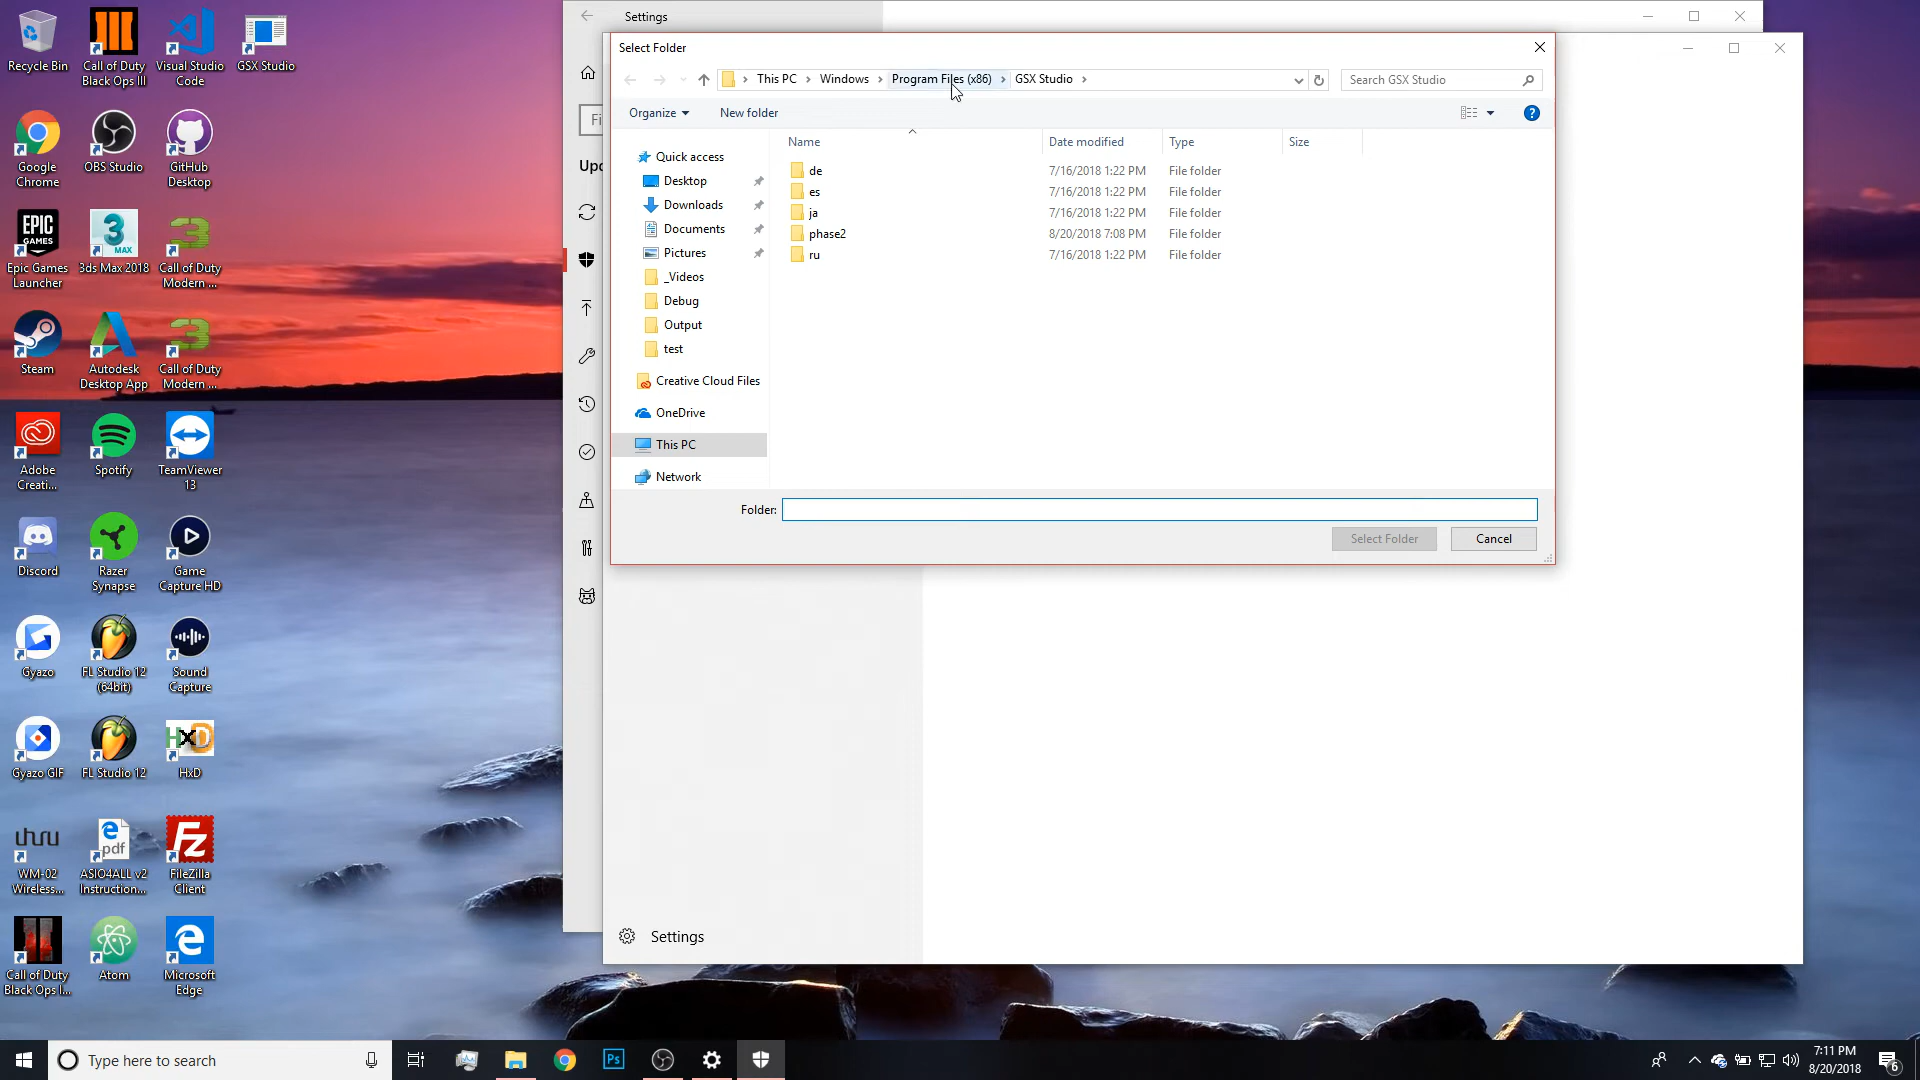 Recycle Bin
Call of Duty
Black Ops III
Visual Studio
Code
GSX Studio
Google
Chrome
OBS Studio
GitHub
Desktop
EPIC
GAMES
Epic Games
Launcher
3
MAX
3ds Max 2018
Call of Duty
Modern ...
Steam
Autodesk
Desktop App
Call of Duty
Modern ...
Adobe
Creati...
Spotify
TeamViewer
13
Discord
Razer
Synapse
Game
Capture HD
Gyazo
FL Studio 12
(64bit)
Sound
Capture
Gyazo GIF
FL Studio 12
HxD
HxD
WM-02
Wireless...
pdf
ASIO4ALL v2
Instruction...
Fz
FileZilla
Client
Call of Duty
Black Ops I...
Atom
Microsoft
Edge
Settings
Fi
Upd
Select Folder
This PC
Windows
Program Files (x86)
GSX Studio
Search GSX Studio
Organize
New folder
Name
Date modified
Type
Size
Quick access
Desktop
Downloads
Documents
Pictures
_Videos
Debug
Output
test
Creative Cloud Files
OneDrive
This PC
Network
de 7/16/2018 1:22 PM File folder
es 7/16/2018 1:22 PM File folder
ja 7/16/2018 1:22 PM File folder
phase2 8/20/2018 7:08 PM File folder
ru 7/16/2018 1:22 PM File folder
Folder:
Select Folder
Cancel
Settings
Type here to search
Ps
7:11 PM
8/20/2018
6